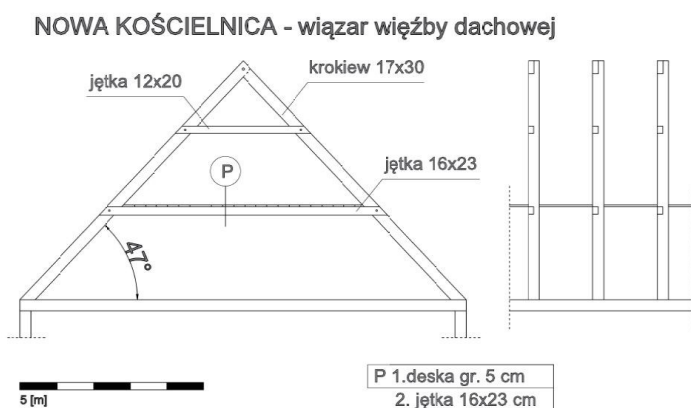 NOWA KOŚCIELNICA - wiązar więźby dachowej
jętka 12x20
krokiew 17x30
P
jętka 16x23
47°
5 [m]
P 1.deska gr. 5 cm
2. jętka 16x23 cm